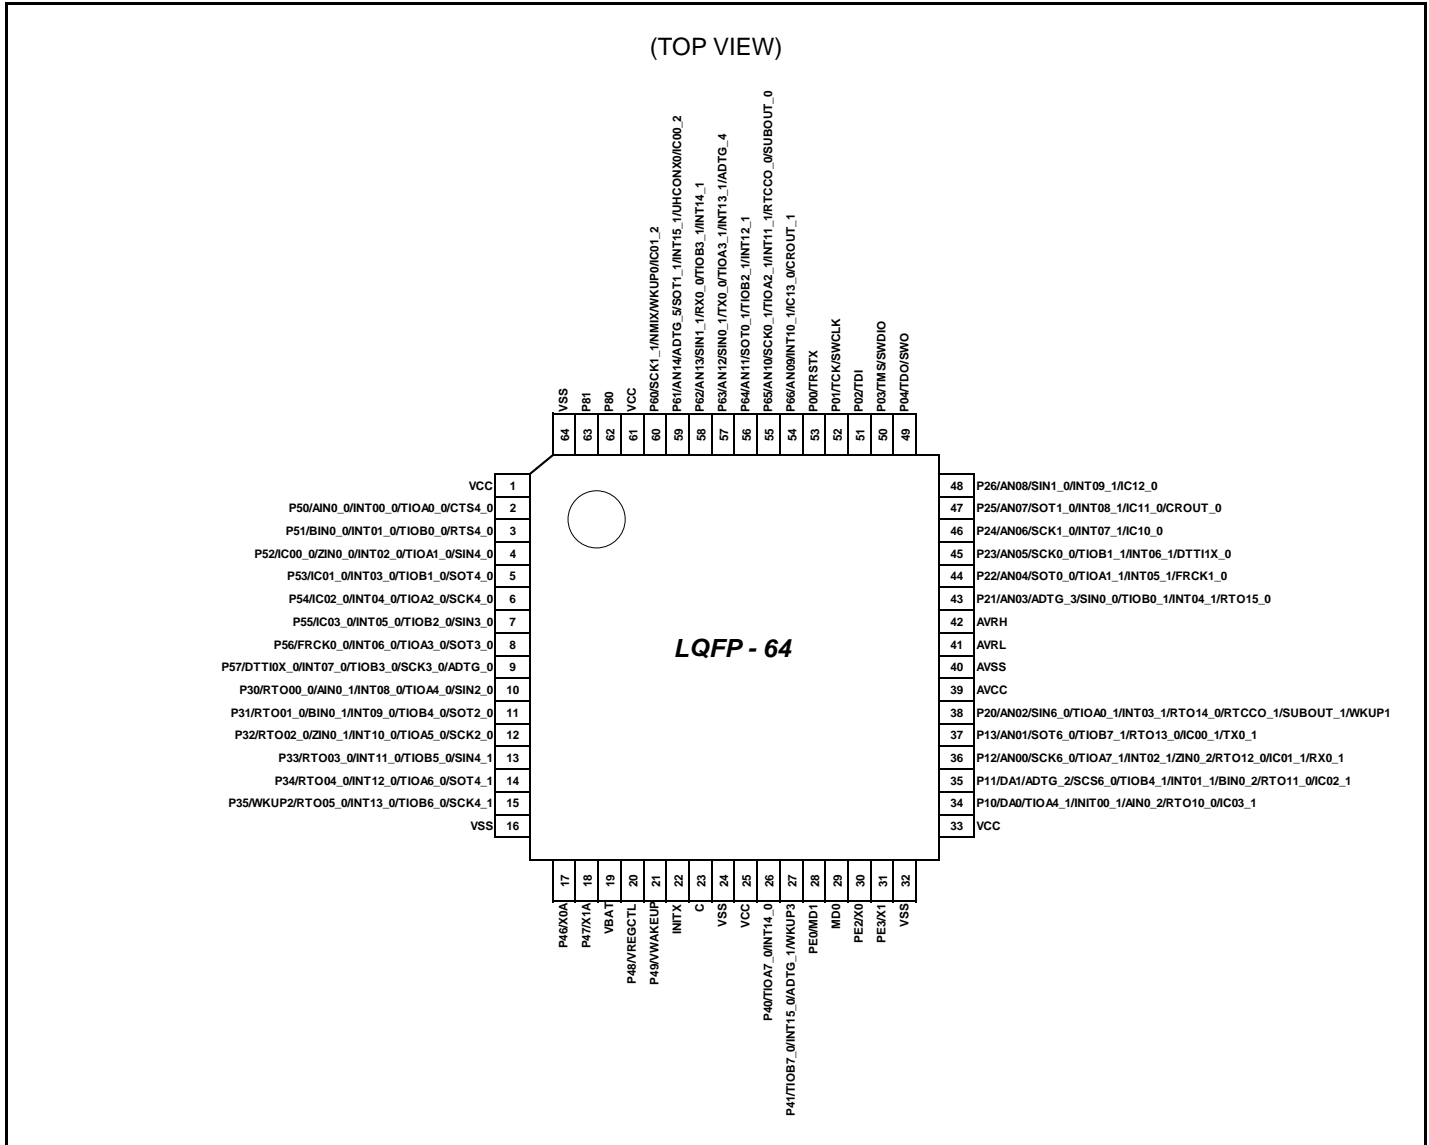 (TOP VIEW)
VSS 64
P81 63
P80 62
VCC 61
P60/SCK1_1/NMIX/WKUP0/IC01_2 60
P61/AN14/ADTG_5/SOT1_1/INT15_1/UHCONX0/IC00_2 59
P62/AN13/SIN1_1/RX0_0/TIOB3_1/INT14_1 58
P63/AN12/SIN0_1/TX0_0/TIOA3_1/INT13_1/ADTG_4 57
P64/AN11/SOT0_1/TIOB2_1/INT12_1 56
P65/AN10/SCK0_1/TIOA2_1/INT11_1/RTCCO_0/SUBOUT_0 55
P66/AN09/INT10_1/IC13_0/CROUT_1 54
P00/TRSTX 53
P01/TCK/SWCLK 52
P02/TDI 51
P03/TMS/SWDIO 50
P04/TDO/SWO 49
VCC 1
P50/AIN0_0/INT00_0/TIOA0_0/CTS4_0 2
P51/BIN0_0/INT01_0/TIOB0_0/RTS4_0 3
P52/IC00_0/ZIN0_0/INT02_0/TIOA1_0/SIN4_0 4
P53/IC01_0/INT03_0/TIOB1_0/SOT4_0 5
P54/IC02_0/INT04_0/TIOA2_0/SCK4_0 6
P55/IC03_0/INT05_0/TIOB2_0/SIN3_0 7
P56/FRCK0_0/INT06_0/TIOA3_0/SOT3_0 8
P57/DTTI0X_0/INT07_0/TIOB3_0/SCK3_0/ADTG_0 9
P30/RTO00_0/AIN0_1/INT08_0/TIOA4_0/SIN2_0 10
P31/RTO01_0/BIN0_1/INT09_0/TIOB4_0/SOT2_0 11
P32/RTO02_0/ZIN0_1/INT10_0/TIOA5_0/SCK2_0 12
P33/RTO03_0/INT11_0/TIOB5_0/SIN4_1 13
P34/RTO04_0/INT12_0/TIOA6_0/SOT4_1 14
P35/WKUP2/RTO05_0/INT13_0/TIOB6_0/SCK4_1 15
VSS 16
LQFP - 64
48 P26/AN08/SIN1_0/INT09_1/IC12_0
47 P25/AN07/SOT1_0/INT08_1/IC11_0/CROUT_0
46 P24/AN06/SCK1_0/INT07_1/IC10_0
45 P23/AN05/SCK0_0/TIOB1_1/INT06_1/DTTI1X_0
44 P22/AN04/SOT0_0/TIOA1_1/INT05_1/FRCK1_0
43 P21/AN03/ADTG_3/SIN0_0/TIOB0_1/INT04_1/RTO15_0
42 AVRH
41 AVRL
40 AVSS
39 AVCC
38 P20/AN02/SIN6_0/TIOA0_1/INT03_1/RTO14_0/RTCCO_1/SUBOUT_1/WKUP1
37 P13/AN01/SOT6_0/TIOB7_1/RTO13_0/IC00_1/TX0_1
36 P12/AN00/SCK6_0/TIOA7_1/INT02_1/ZIN0_2/RTO12_0/IC01_1/RX0_1
35 P11/DA1/ADTG_2/SCS6_0/TIOB4_1/INT01_1/BIN0_2/RTO11_0/IC02_1
34 P10/DA0/TIOA4_1/INIT00_1/AIN0_2/RTO10_0/IC03_1
33 VCC
17 P46/X0A
18 P47/X1A
19 VBAT
20 P48/VREGCTL
21 P49/VWAKEUP
22 INITX
23 C
24 VSS
25 VCC
26 P40/TIOA7_0/INT14_0
27 P41/TIOB7_0/INT15_0/ADTG_1/WKUP3
28 PE0/MD1
29 MD0
30 PE2/X0
31 PE3/X1
32 VSS